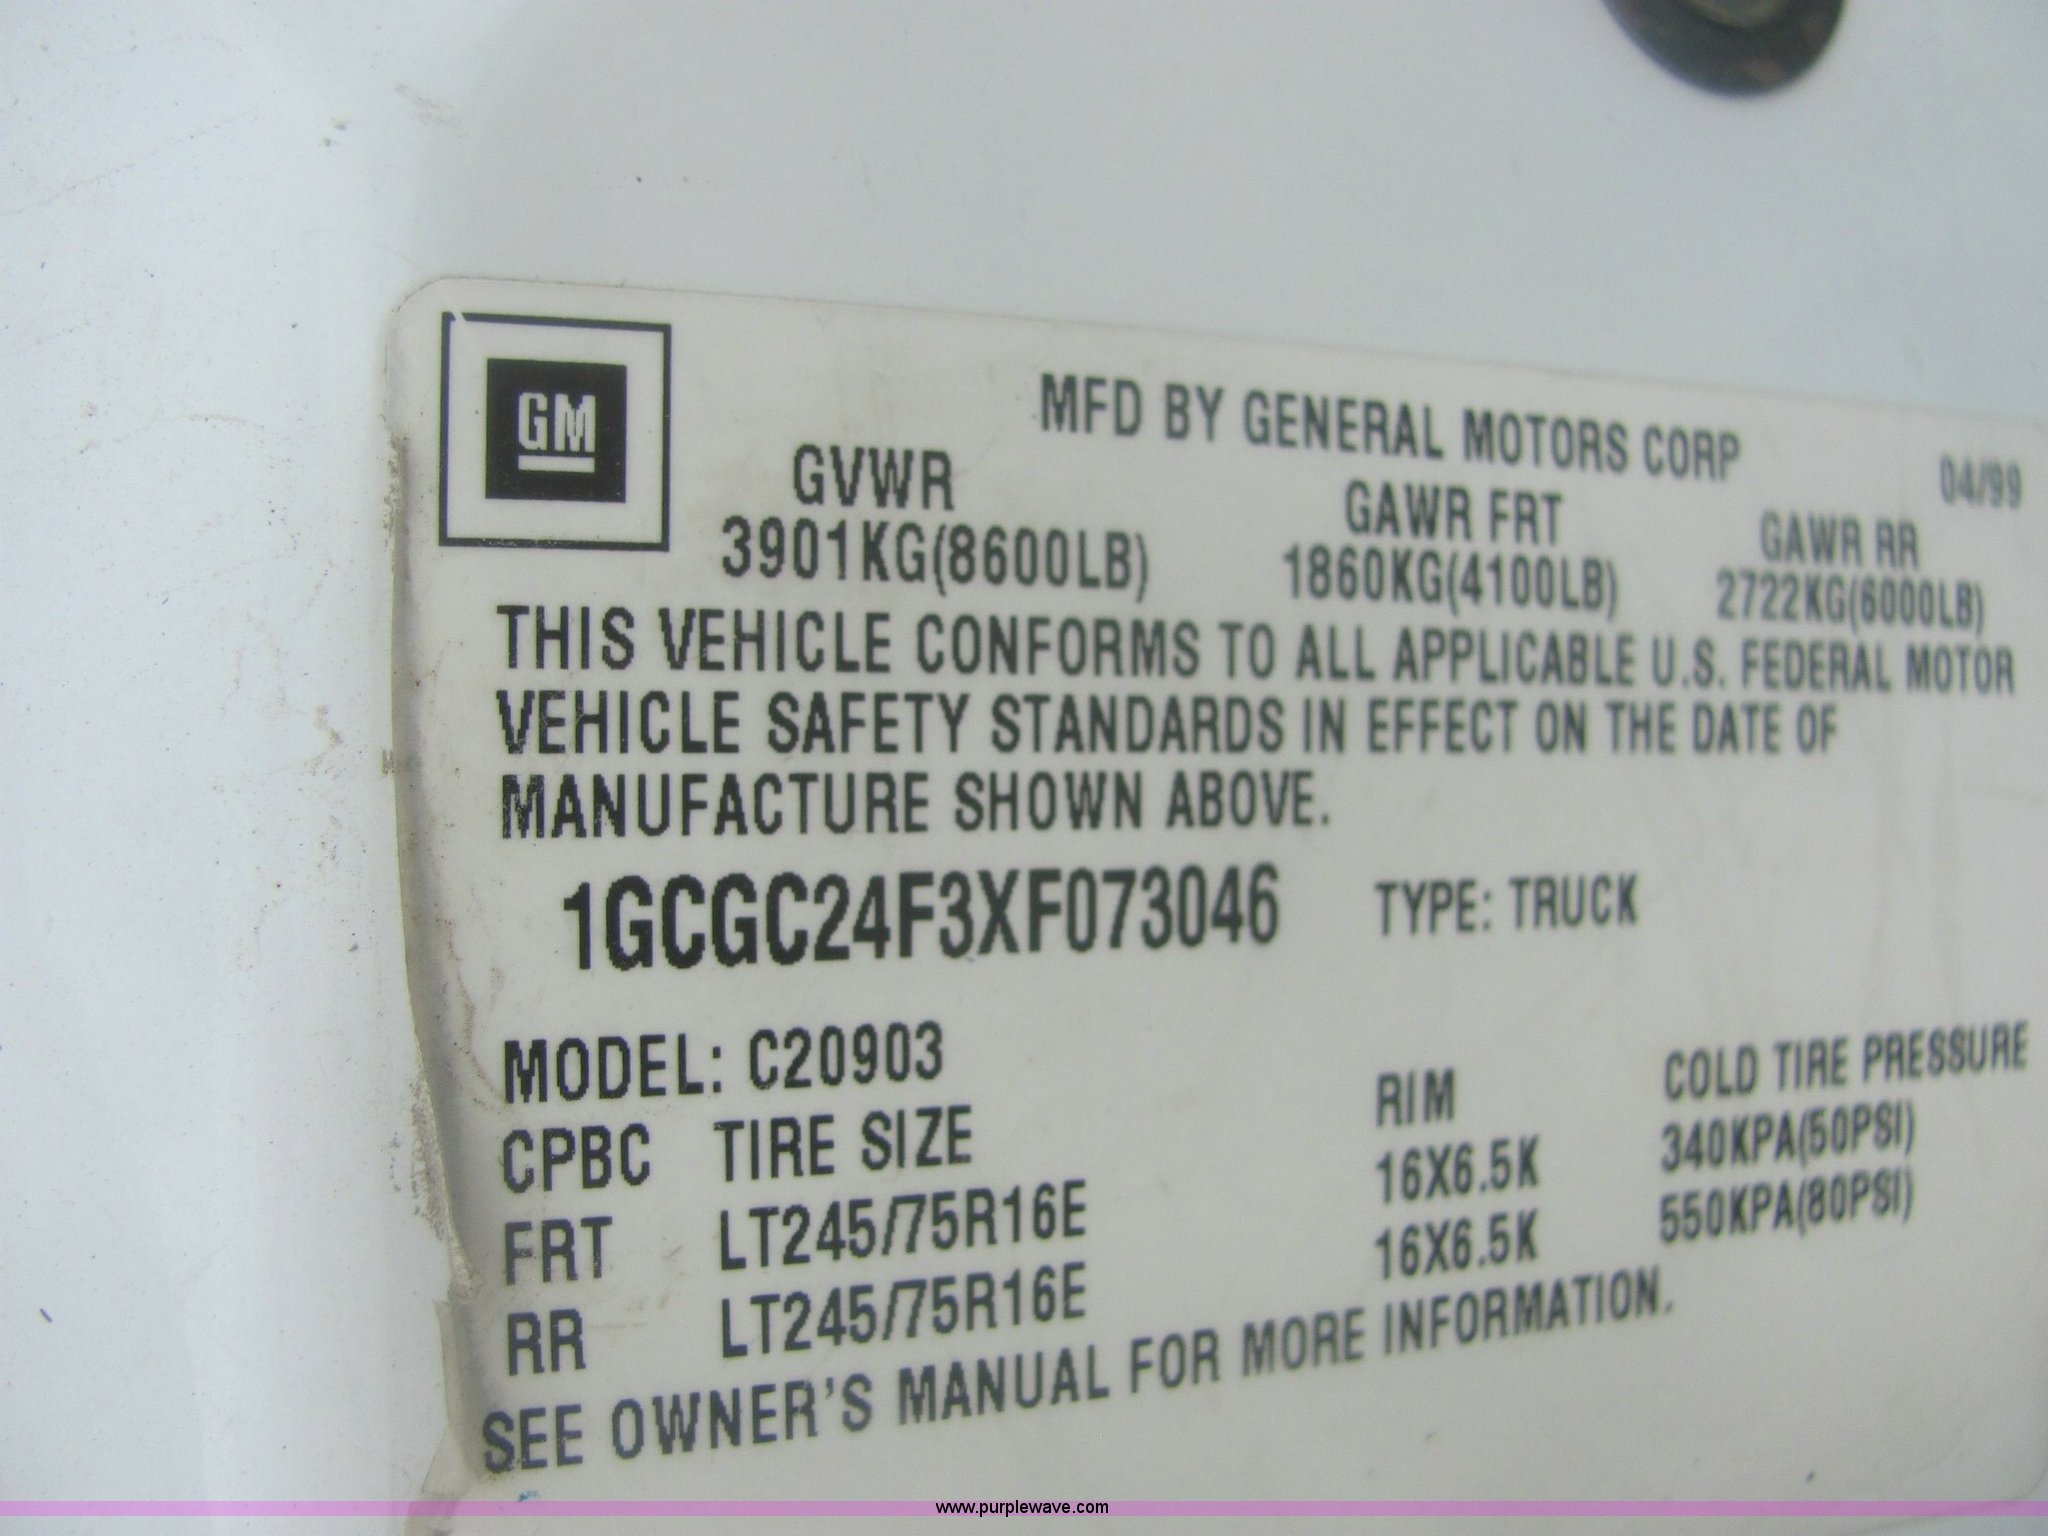 GM
MFD BY GENERAL MOTORS CORP
04/99
GVWR GAWR FRT GAWR RR
3901KG(8600LB) 1860KG(4100LB) 2722KG(6000LB)
THIS VEHICLE CONFORMS TO ALL APPLICABLE U.S. FEDERAL MOTOR
VEHICLE SAFETY STANDARDS IN EFFECT ON THE DATE OF
MANUFACTURE SHOWN ABOVE.
1GCGC24F3XF073046 TYPE: TRUCK
MODEL: C20903
CPBC TIRE SIZE RIM COLD TIRE PRESSURE
FRT LT245/75R16E 16X6.5K 340KPA(50PSI)
RR LT245/75R16E 16X6.5K 550KPA(80PSI)
SEE OWNER'S MANUAL FOR MORE INFORMATION.
www.purplewave.com